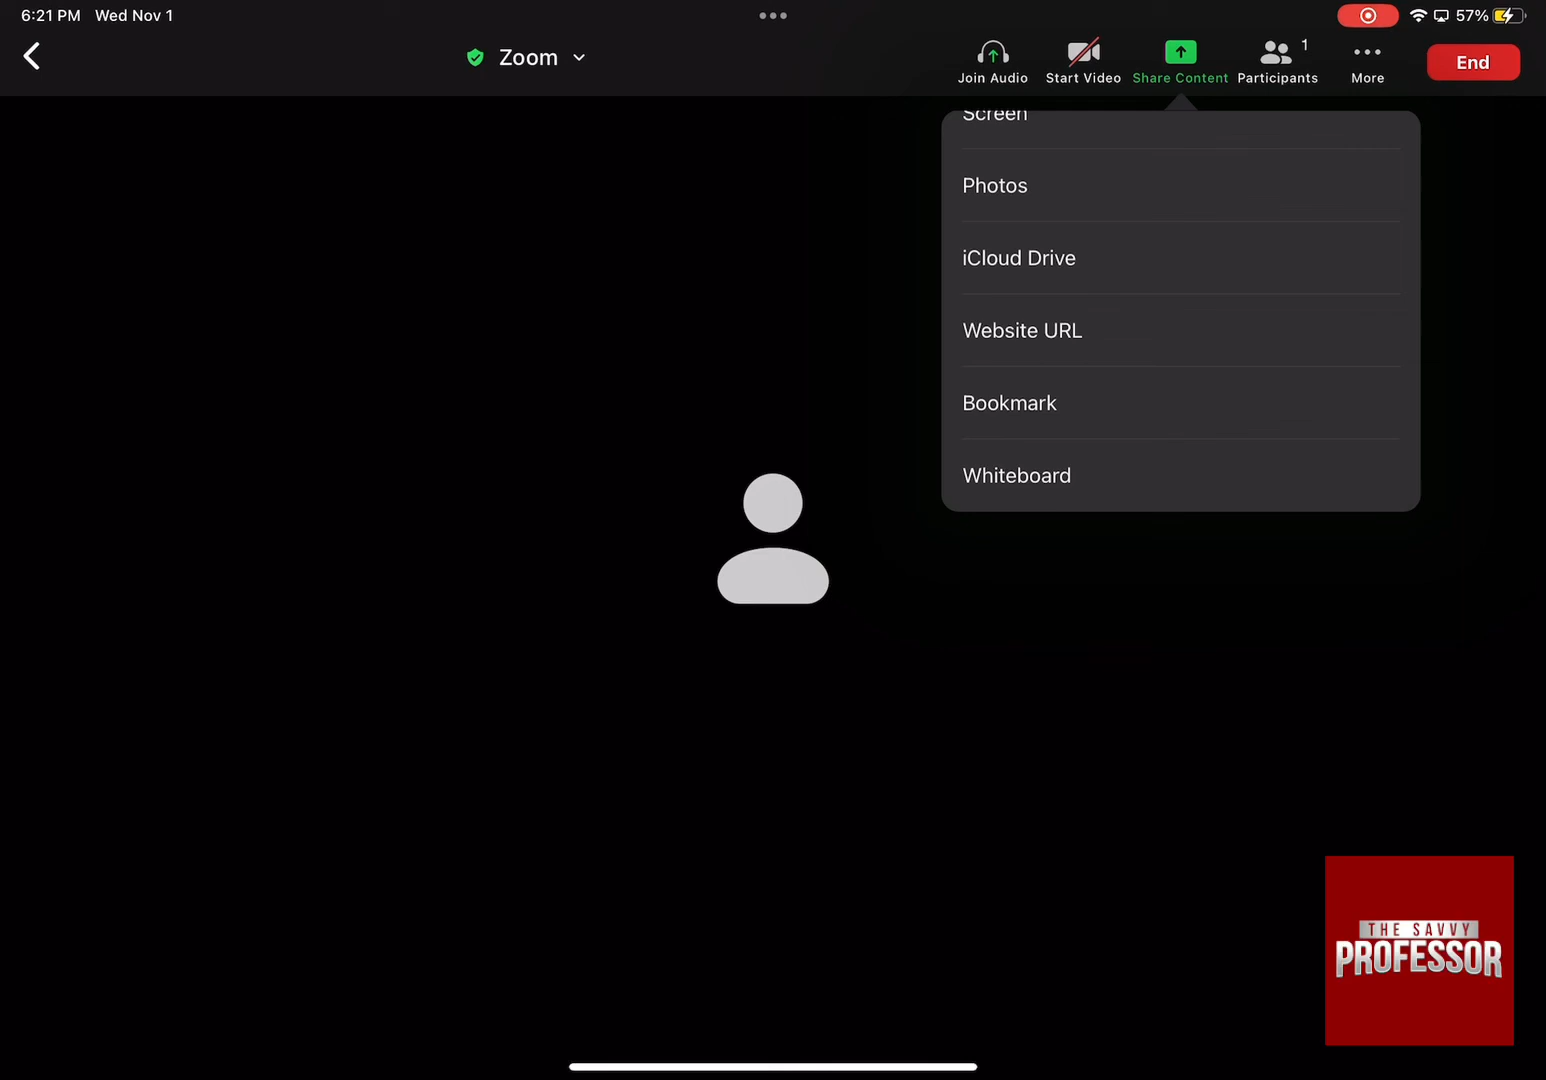 6:21 PM Wed Nov 1
57%
Zoom
Join Audio
Start Video
Share Content
Participants
1
More
End
Screen
Photos
iCloud Drive
Website URL
Bookmark
Whiteboard
THE SAVVY
PROFESSOR